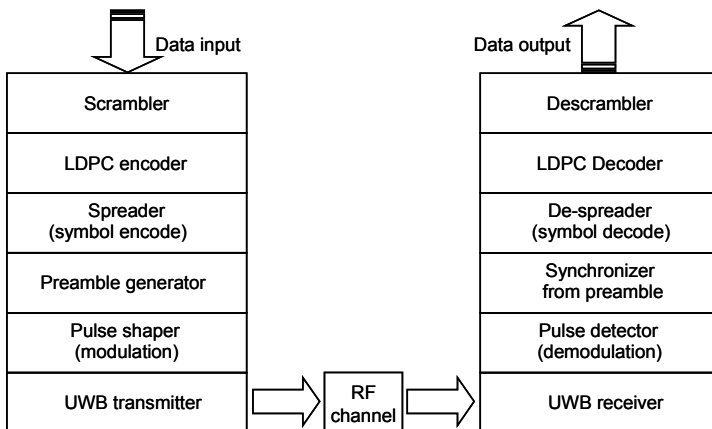 Data input
Scrambler
LDPC encoder
Spreader
(symbol encode)
Preamble generator
Pulse shaper
(modulation)
UWB transmitter
RF
channel
Data output
Descrambler
LDPC Decoder
De-spreader
(symbol decode)
Synchronizer
from preamble
Pulse detector
(demodulation)
UWB receiver